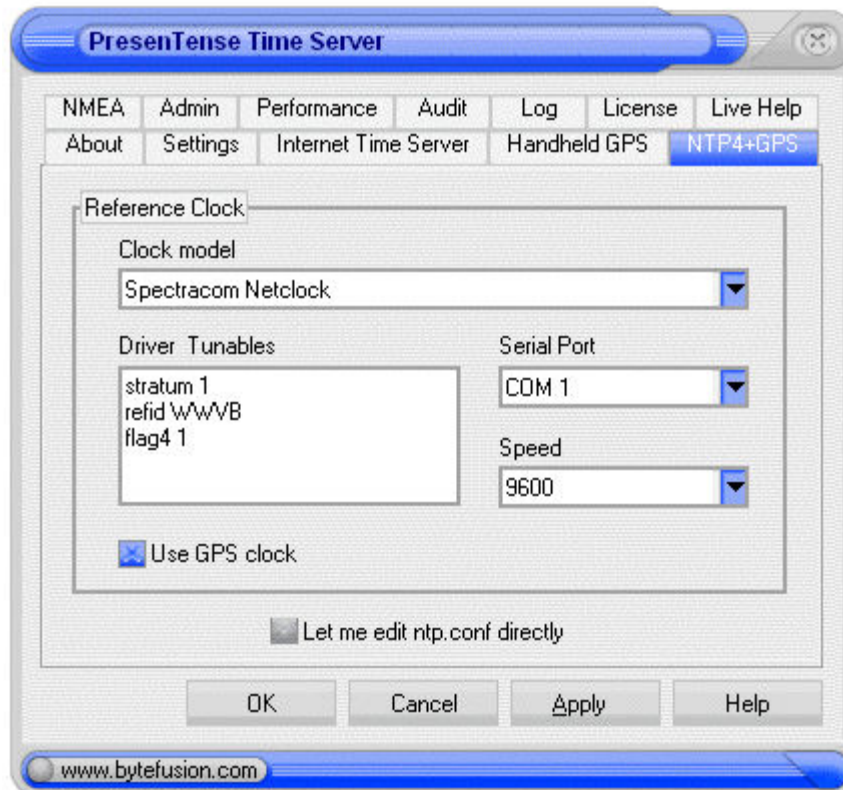 PresenTense Time Server
NMEA Admin Performance Audit Log License Live Help
About Settings Internet Time Server Handheld GPS NTP4+GPS
Reference Clock
Clock model
Spectracom Netclock
Driver Tunables
stratum 1
refid WWVB
flag4 1
Serial Port
COM 1
Speed
9600
Use GPS clock
Let me edit ntp.conf directly
OK Cancel Apply Help
www.bytefusion.com